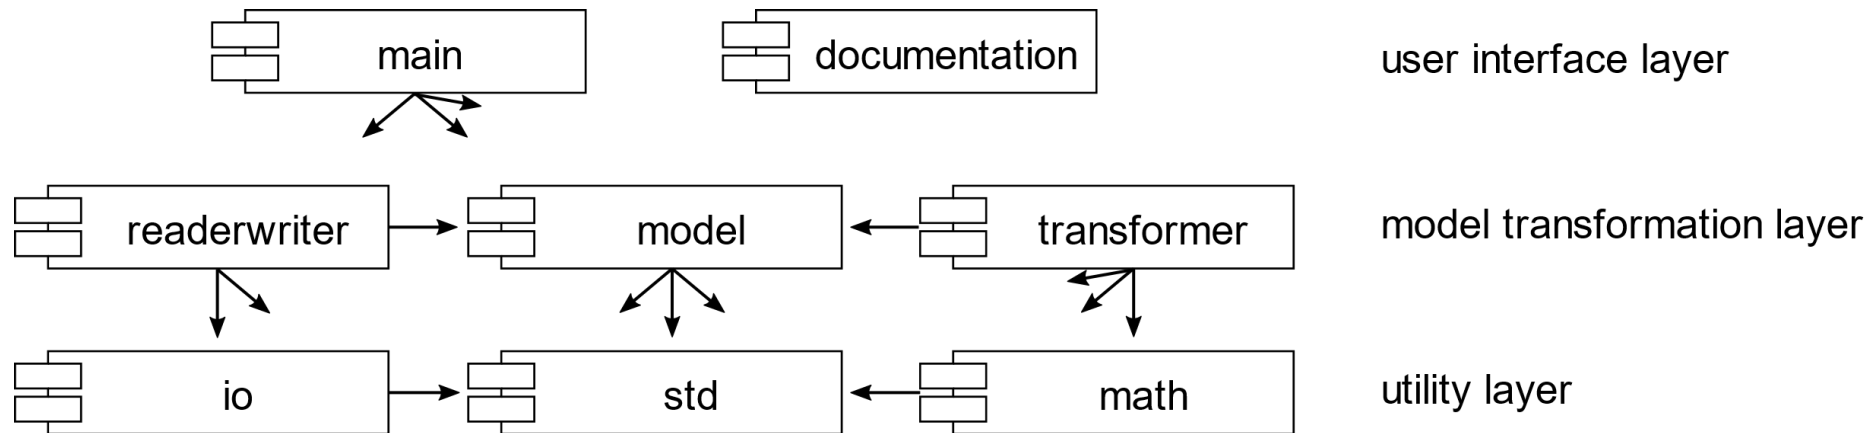 main
documentation
user interface layer
readerwriter
model
transformer
model transformation layer
io
std
math
utility layer